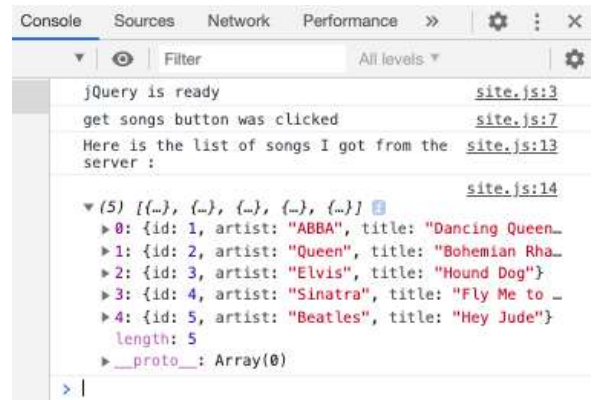 Console Sources Network Performance »
Filter All levels ▼
jQuery is ready site.js:3
get songs button was clicked site.js:7
Here is the list of songs I got from the site.js:13
server :
site.js:14
(5) [{…}, {…}, {…}, {…}, {…}]
0: {id: 1, artist: "ABBA", title: "Dancing Queen…
1: {id: 2, artist: "Queen", title: "Bohemian Rha…
2: {id: 3, artist: "Elvis", title: "Hound Dog"}
3: {id: 4, artist: "Sinatra", title: "Fly Me to …
4: {id: 5, artist: "Beatles", title: "Hey Jude"}
length: 5
__proto__: Array(0)
>